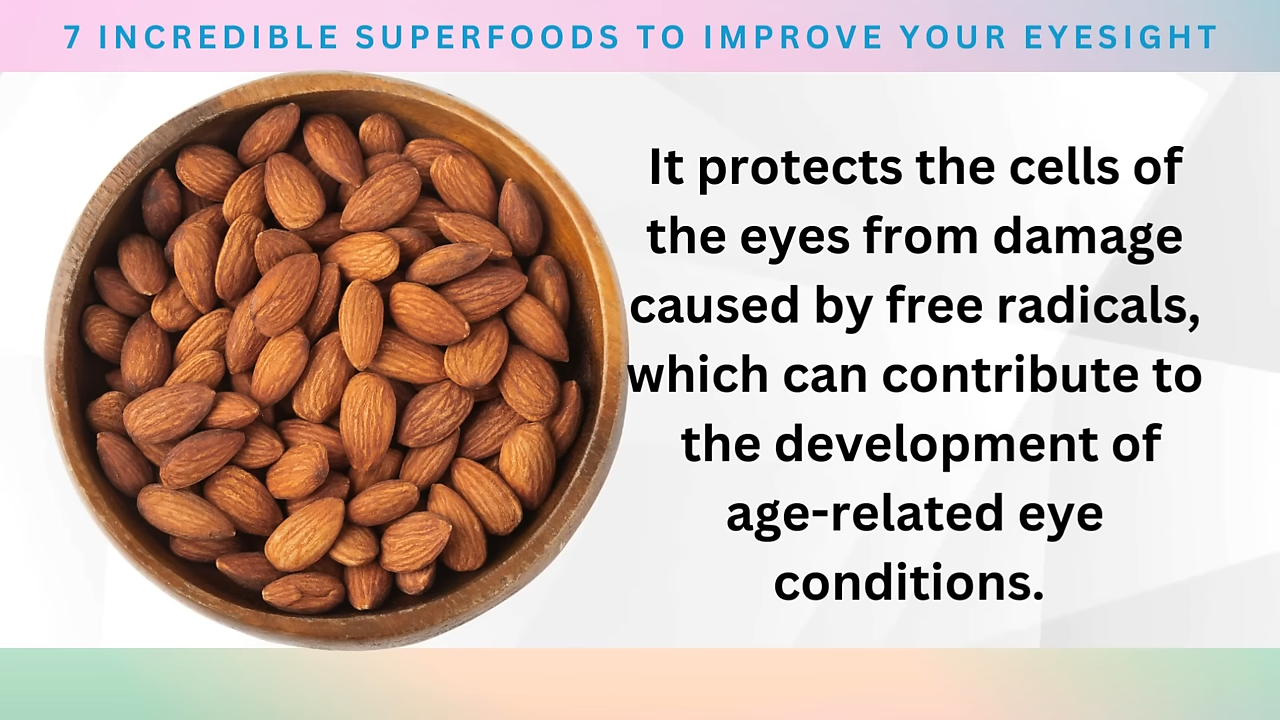 7 INCREDIBLE SUPERFOODS TO IMPROVE YOUR EYESIGHT
It protects the cells of
the eyes from damage
caused by free radicals,
which can contribute to
the development of
age-related eye
conditions.